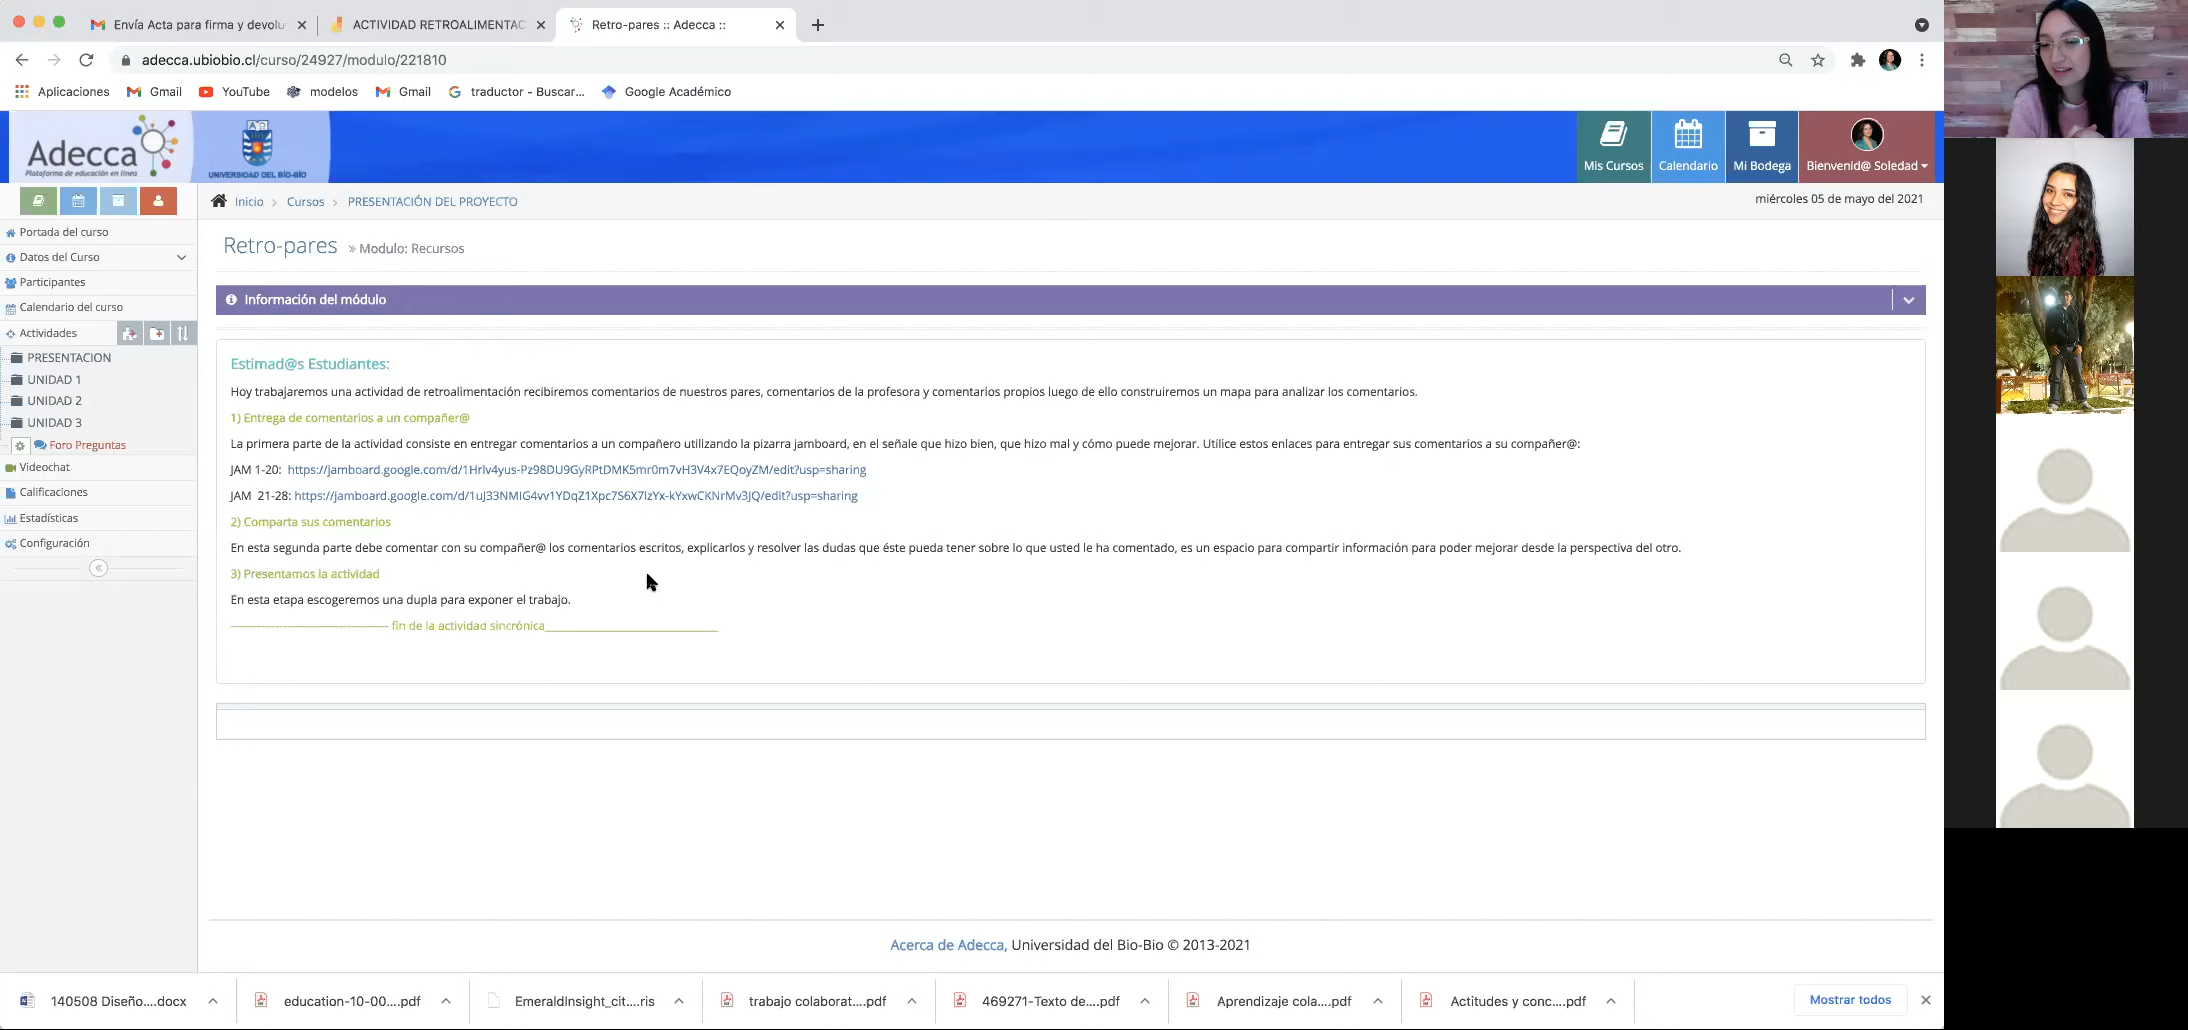 Envía Acta para firma y devolu
ACTIVIDAD RETROALIMENTAC
Retro-pares :: Adecca ::
adecca.ubiobio.cl/curso/24927/modulo/221810
Aplicaciones
Gmail
YouTube
modelos
Gmail
traductor - Buscar...
Google Académico
Adecca
Plataforma de educación en línea
UNIVERSIDAD DEL BÍO-BÍO
Mis Cursos
Calendario
Mi Bodega
Bienvenid@ Soledad
Inicio > Cursos > PRESENTACIÓN DEL PROYECTO
miércoles 05 de mayo del 2021
Portada del curso
Datos del Curso
Participantes
Calendario del curso
Actividades
PRESENTACION
UNIDAD 1
UNIDAD 2
UNIDAD 3
Foro Preguntas
Videochat
Calificaciones
Estadísticas
Configuración
Retro-pares » Modulo: Recursos
Información del módulo
Estimad@s Estudiantes:
Hoy trabajaremos una actividad de retroalimentación recibiremos comentarios de nuestros pares, comentarios de la profesora y comentarios propios luego de ello construiremos un mapa para analizar los comentarios.
1) Entrega de comentarios a un compañer@
La primera parte de la actividad consiste en entregar comentarios a un compañero utilizando la pizarra jamboard, en el señale que hizo bien, que hizo mal y cómo puede mejorar. Utilice estos enlaces para entregar sus comentarios a su compañer@:
JAM 1-20: https://jamboard.google.com/d/1Hrlv4yus-Pz98DU9GyRPtDMK5mr0m7vH3V4x7EQoyZM/edit?usp=sharing
JAM 21-28: https://jamboard.google.com/d/1uJ33NMIG4vv1YDqZ1Xpc7S6X7lzYx-kYxwCKNrMv3JQ/edit?usp=sharing
2) Comparta sus comentarios
En esta segunda parte debe comentar con su compañer@ los comentarios escritos, explicarlos y resolver las dudas que éste pueda tener sobre lo que usted le ha comentado, es un espacio para compartir información para poder mejorar desde la perspectiva del otro.
3) Presentamos la actividad
En esta etapa escogeremos una dupla para exponer el trabajo.
---------------------------------------- fin de la actividad sincrónica____________________________
Acerca de Adecca, Universidad del Bio-Bio © 2013-2021
140508 Diseño....docx
education-10-00....pdf
EmeraldInsight_cit....ris
trabajo colaborat....pdf
469271-Texto de....pdf
Aprendizaje cola....pdf
Actitudes y conc....pdf
Mostrar todos